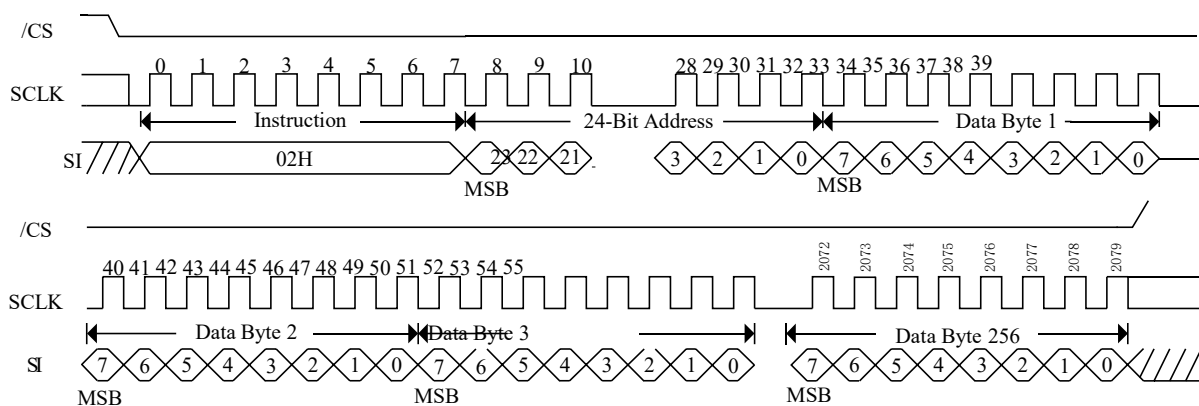 /CS
0 1 2 3 4 5 6 7 8 9 10 28 29 30 31 32 33 34 35 36 37 38 39
SCLK
Instruction 24-Bit Address Data Byte 1
SI 02H 23 22 21 3 2 1 0 7 6 5 4 3 2 1 0
MSB MSB
/CS
40 41 42 43 44 45 46 47 48 49 50 51 52 53 54 55 2072 2073 2074 2075 2076 2077 2078 2079
SCLK
Data Byte 2 Data Byte 3 Data Byte 256
SI 7 6 5 4 3 2 1 0 7 6 5 4 3 2 1 0 7 6 5 4 3 2 1 0
MSB MSB MSB